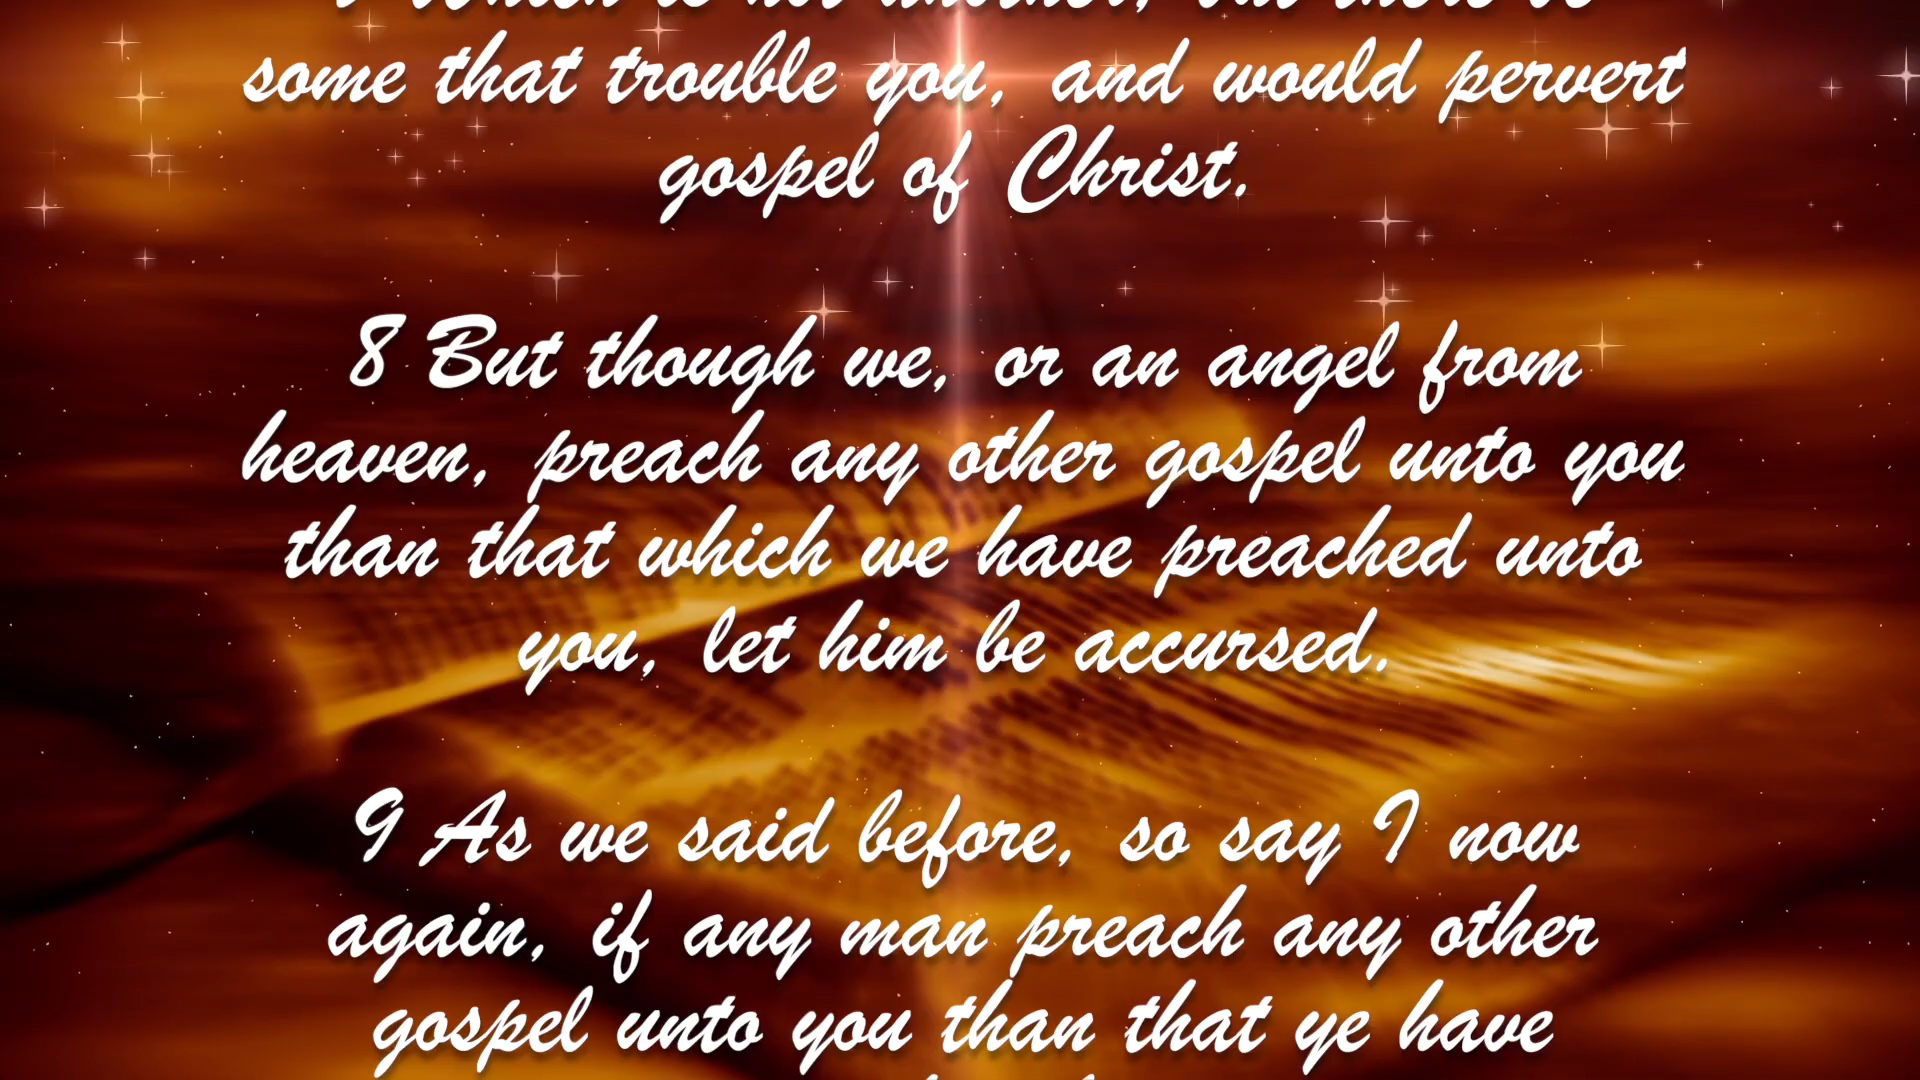 some that trouble you, and would pervert
gospel of Christ.
8 But though we, or an angel from
heaven, preach any other gospel unto you
than that which we have preached unto
you, let him be accursed.
9 As we said before, so say I now
again, if any man preach any other
gospel unto you than that ye have